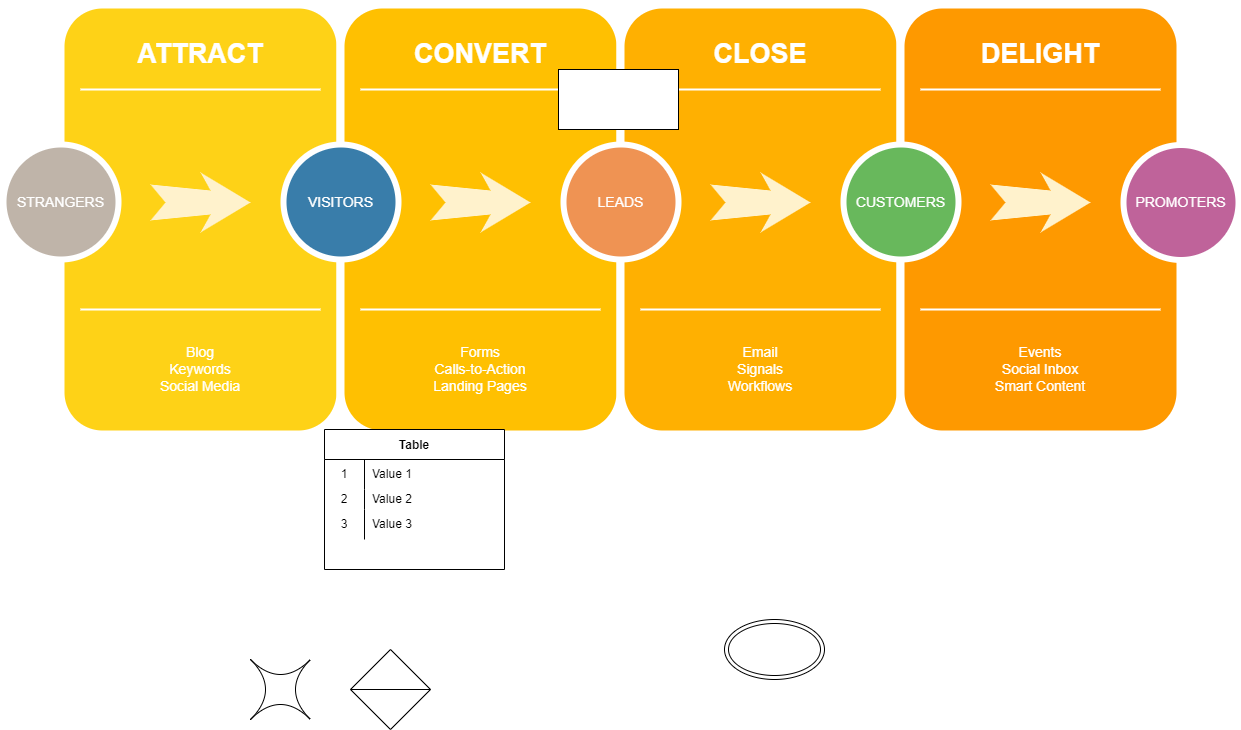 ATTRACT
CONVERT
CLOSE
DELIGHT
STRANGERS
VISITORS
LEADS
CUSTOMERS
PROMOTERS
Blog
Keywords
Social Media
Forms
Calls-to-Action
Landing Pages
Email
Signals
Workflows
Events
Social Inbox
Smart Content
Table
1 Value 1
2 Value 2
3 Value 3